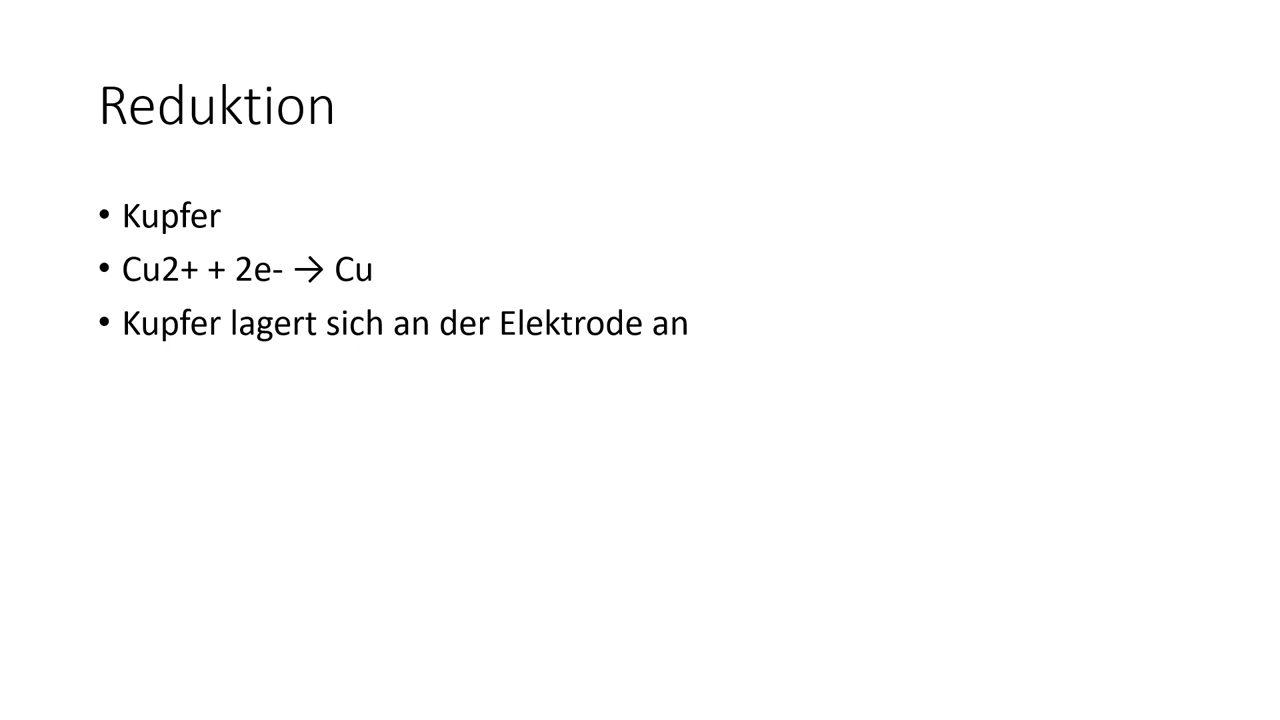 Reduktion
• Kupfer
• Cu2+ + 2e- → Cu
• Kupfer lagert sich an der Elektrode an